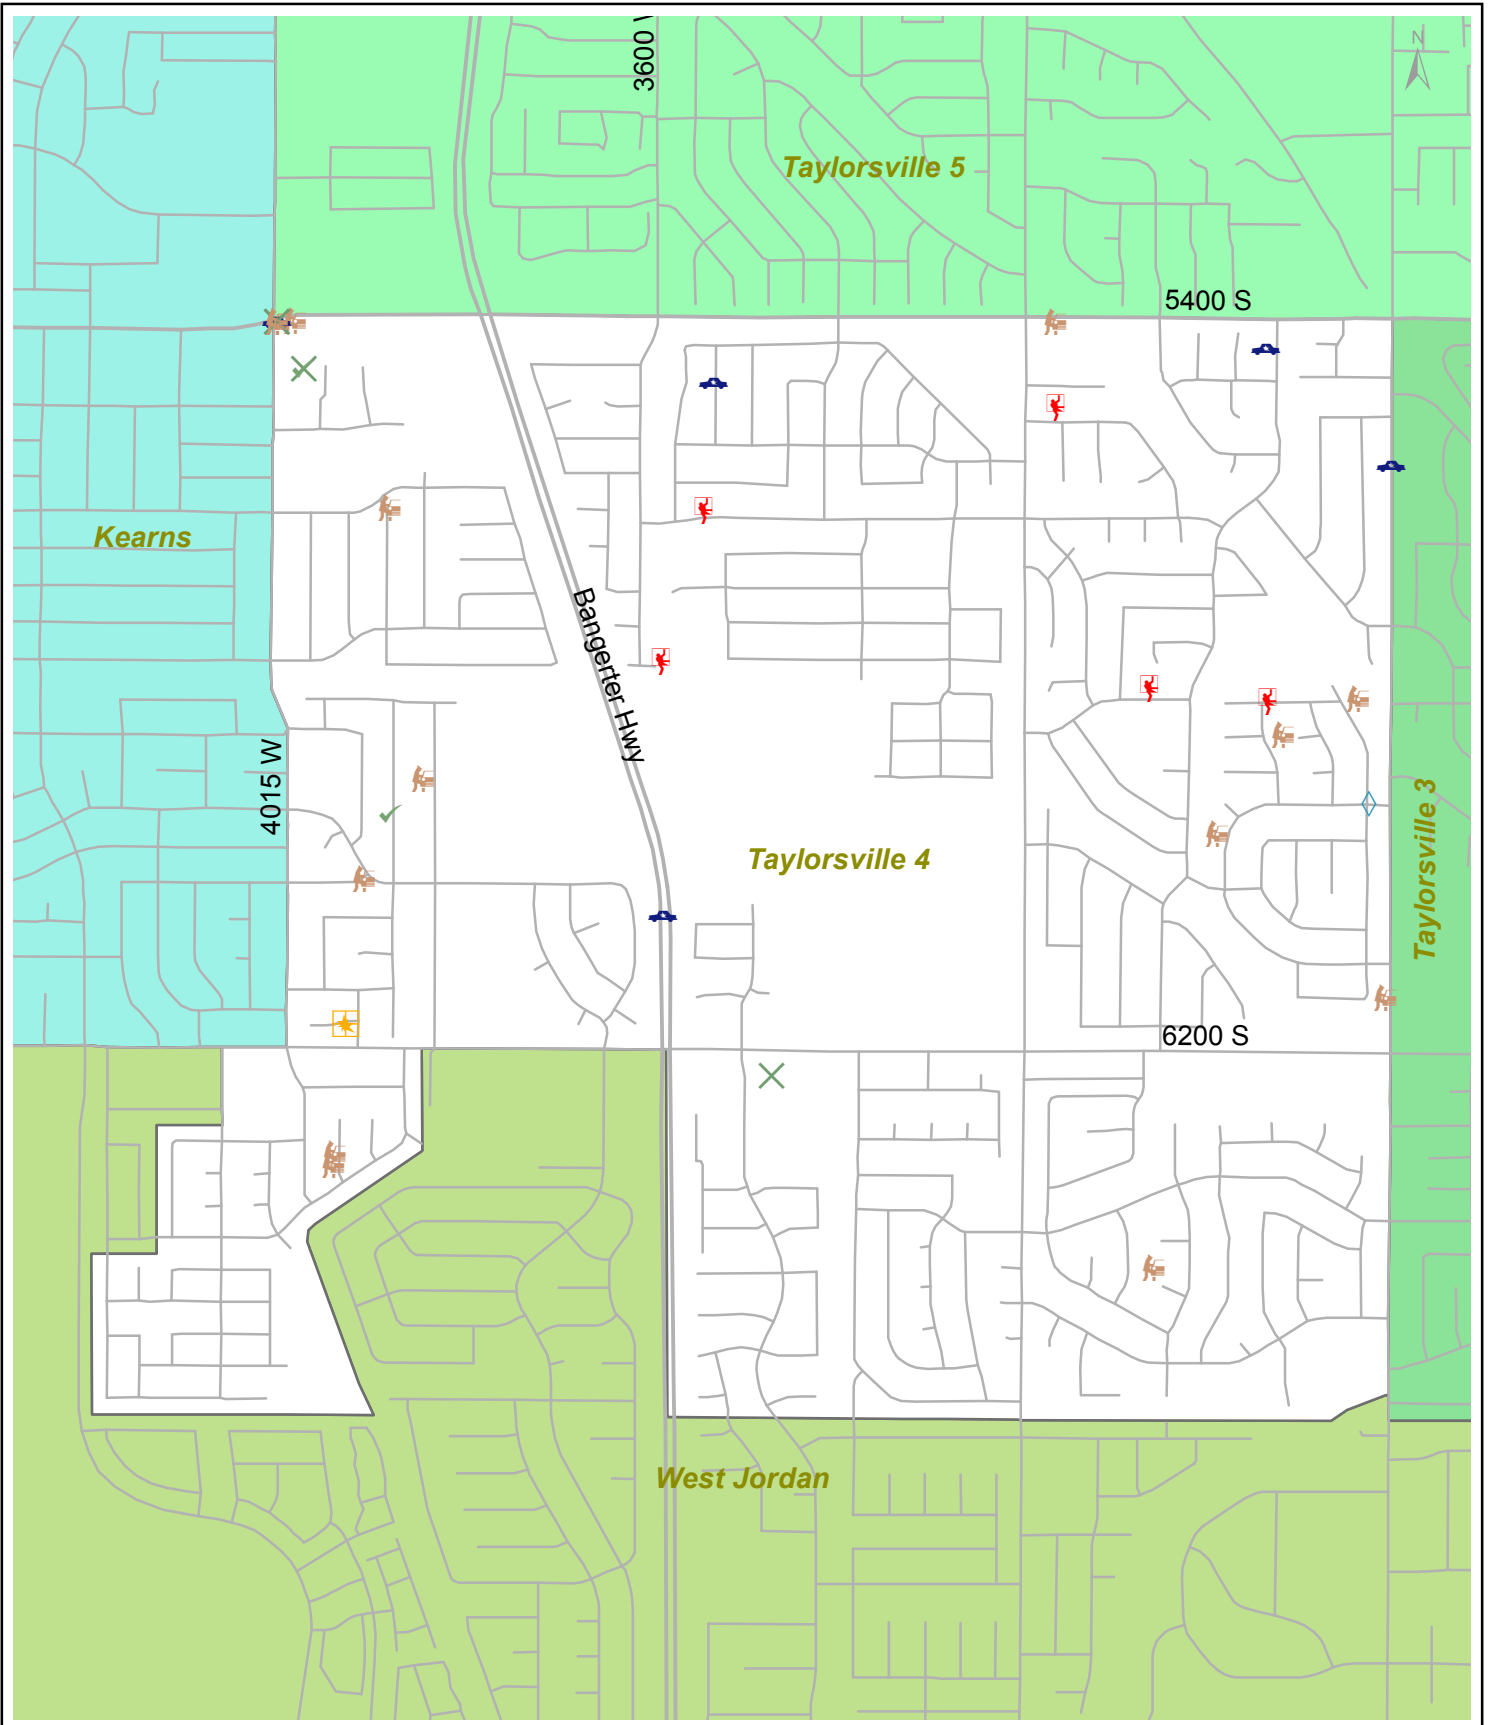 3600 W
N
Taylorsville 5
5400 S
Kearns
Bangerter Hwy
4015 W
Taylorsville 4
Taylorsville 3
6200 S
West Jordan